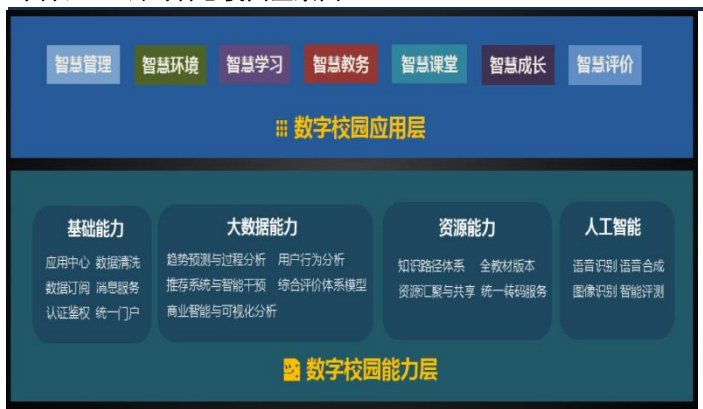 智慧管理 智慧环境 智慧学习 智慧教务 智慧课堂 智慧成长 智慧评价
数字校园应用层
基础能力
应用中心 数据清洗
数据订阅 消息服务
认证鉴权 统一门户
大数据能力
趋势预测与过程分析 用户行为分析
推荐系统与智能干预 综合评价体系模型
商业智能与可视化分析
资源能力
知识路径体系 全教材版本
资源汇聚与共享 统一转码服务
人工智能
语音识别 语音合成
图像识别 智能评测
数字校园能力层